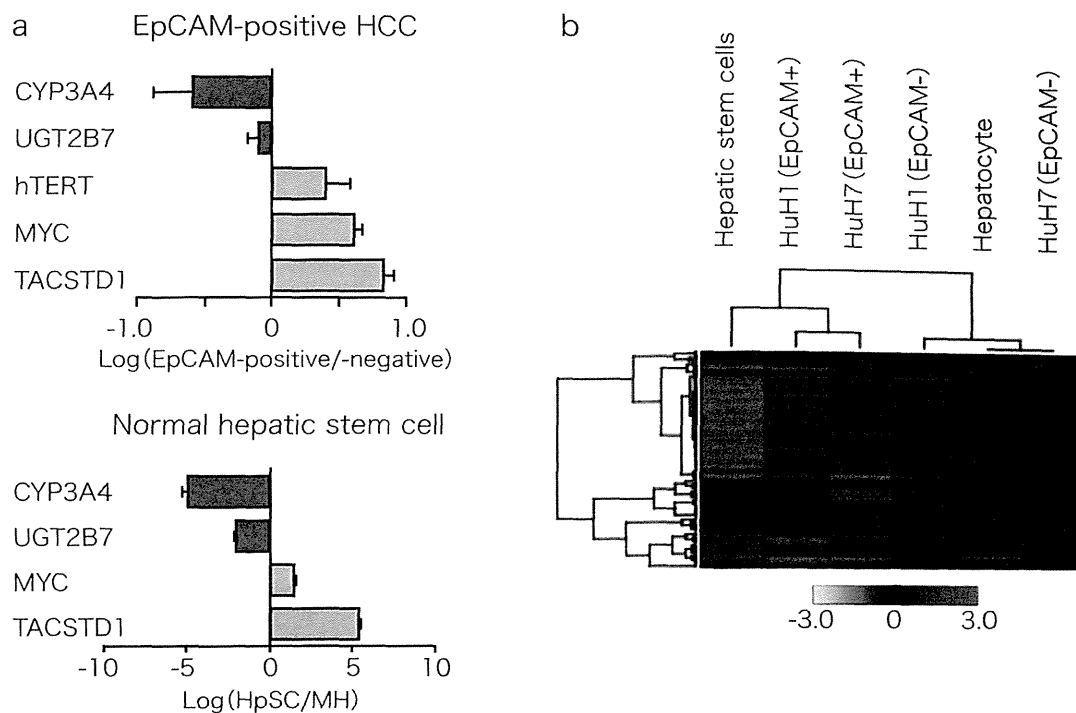 a
EpCAM-positive HCC
CYP3A4
UGT2B7
hTERT
MYC
TACSTD1
-1.0 0 1.0
Log(EpCAM-positive/-negative)
Normal hepatic stem cell
CYP3A4
UGT2B7
MYC
TACSTD1
-10 -5 0 5 10
Log(HpSC/MH)
b
Hepatic stem cells
HuH1(EpCAM+)
HuH7(EpCAM+)
HuH1(EpCAM-)
Hepatocyte
HuH7(EpCAM-)
-3.0 0 3.0